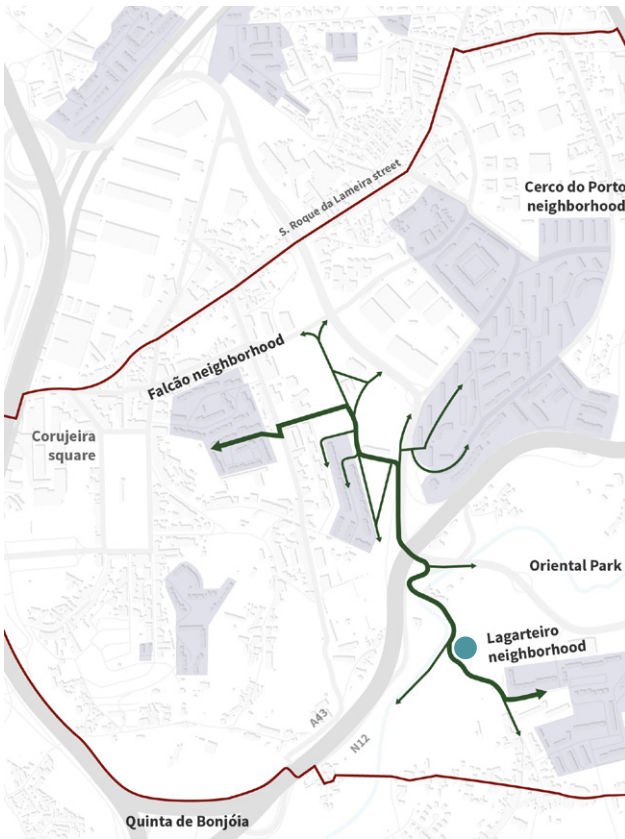 Cerco do Porto
neighborhood
S. Roque da Lameira street
Falcão neighborhood
Corujeira
square
Oriental Park
Lagarteiro
neighborhood
A43
N12
Quinta de Bonjóia